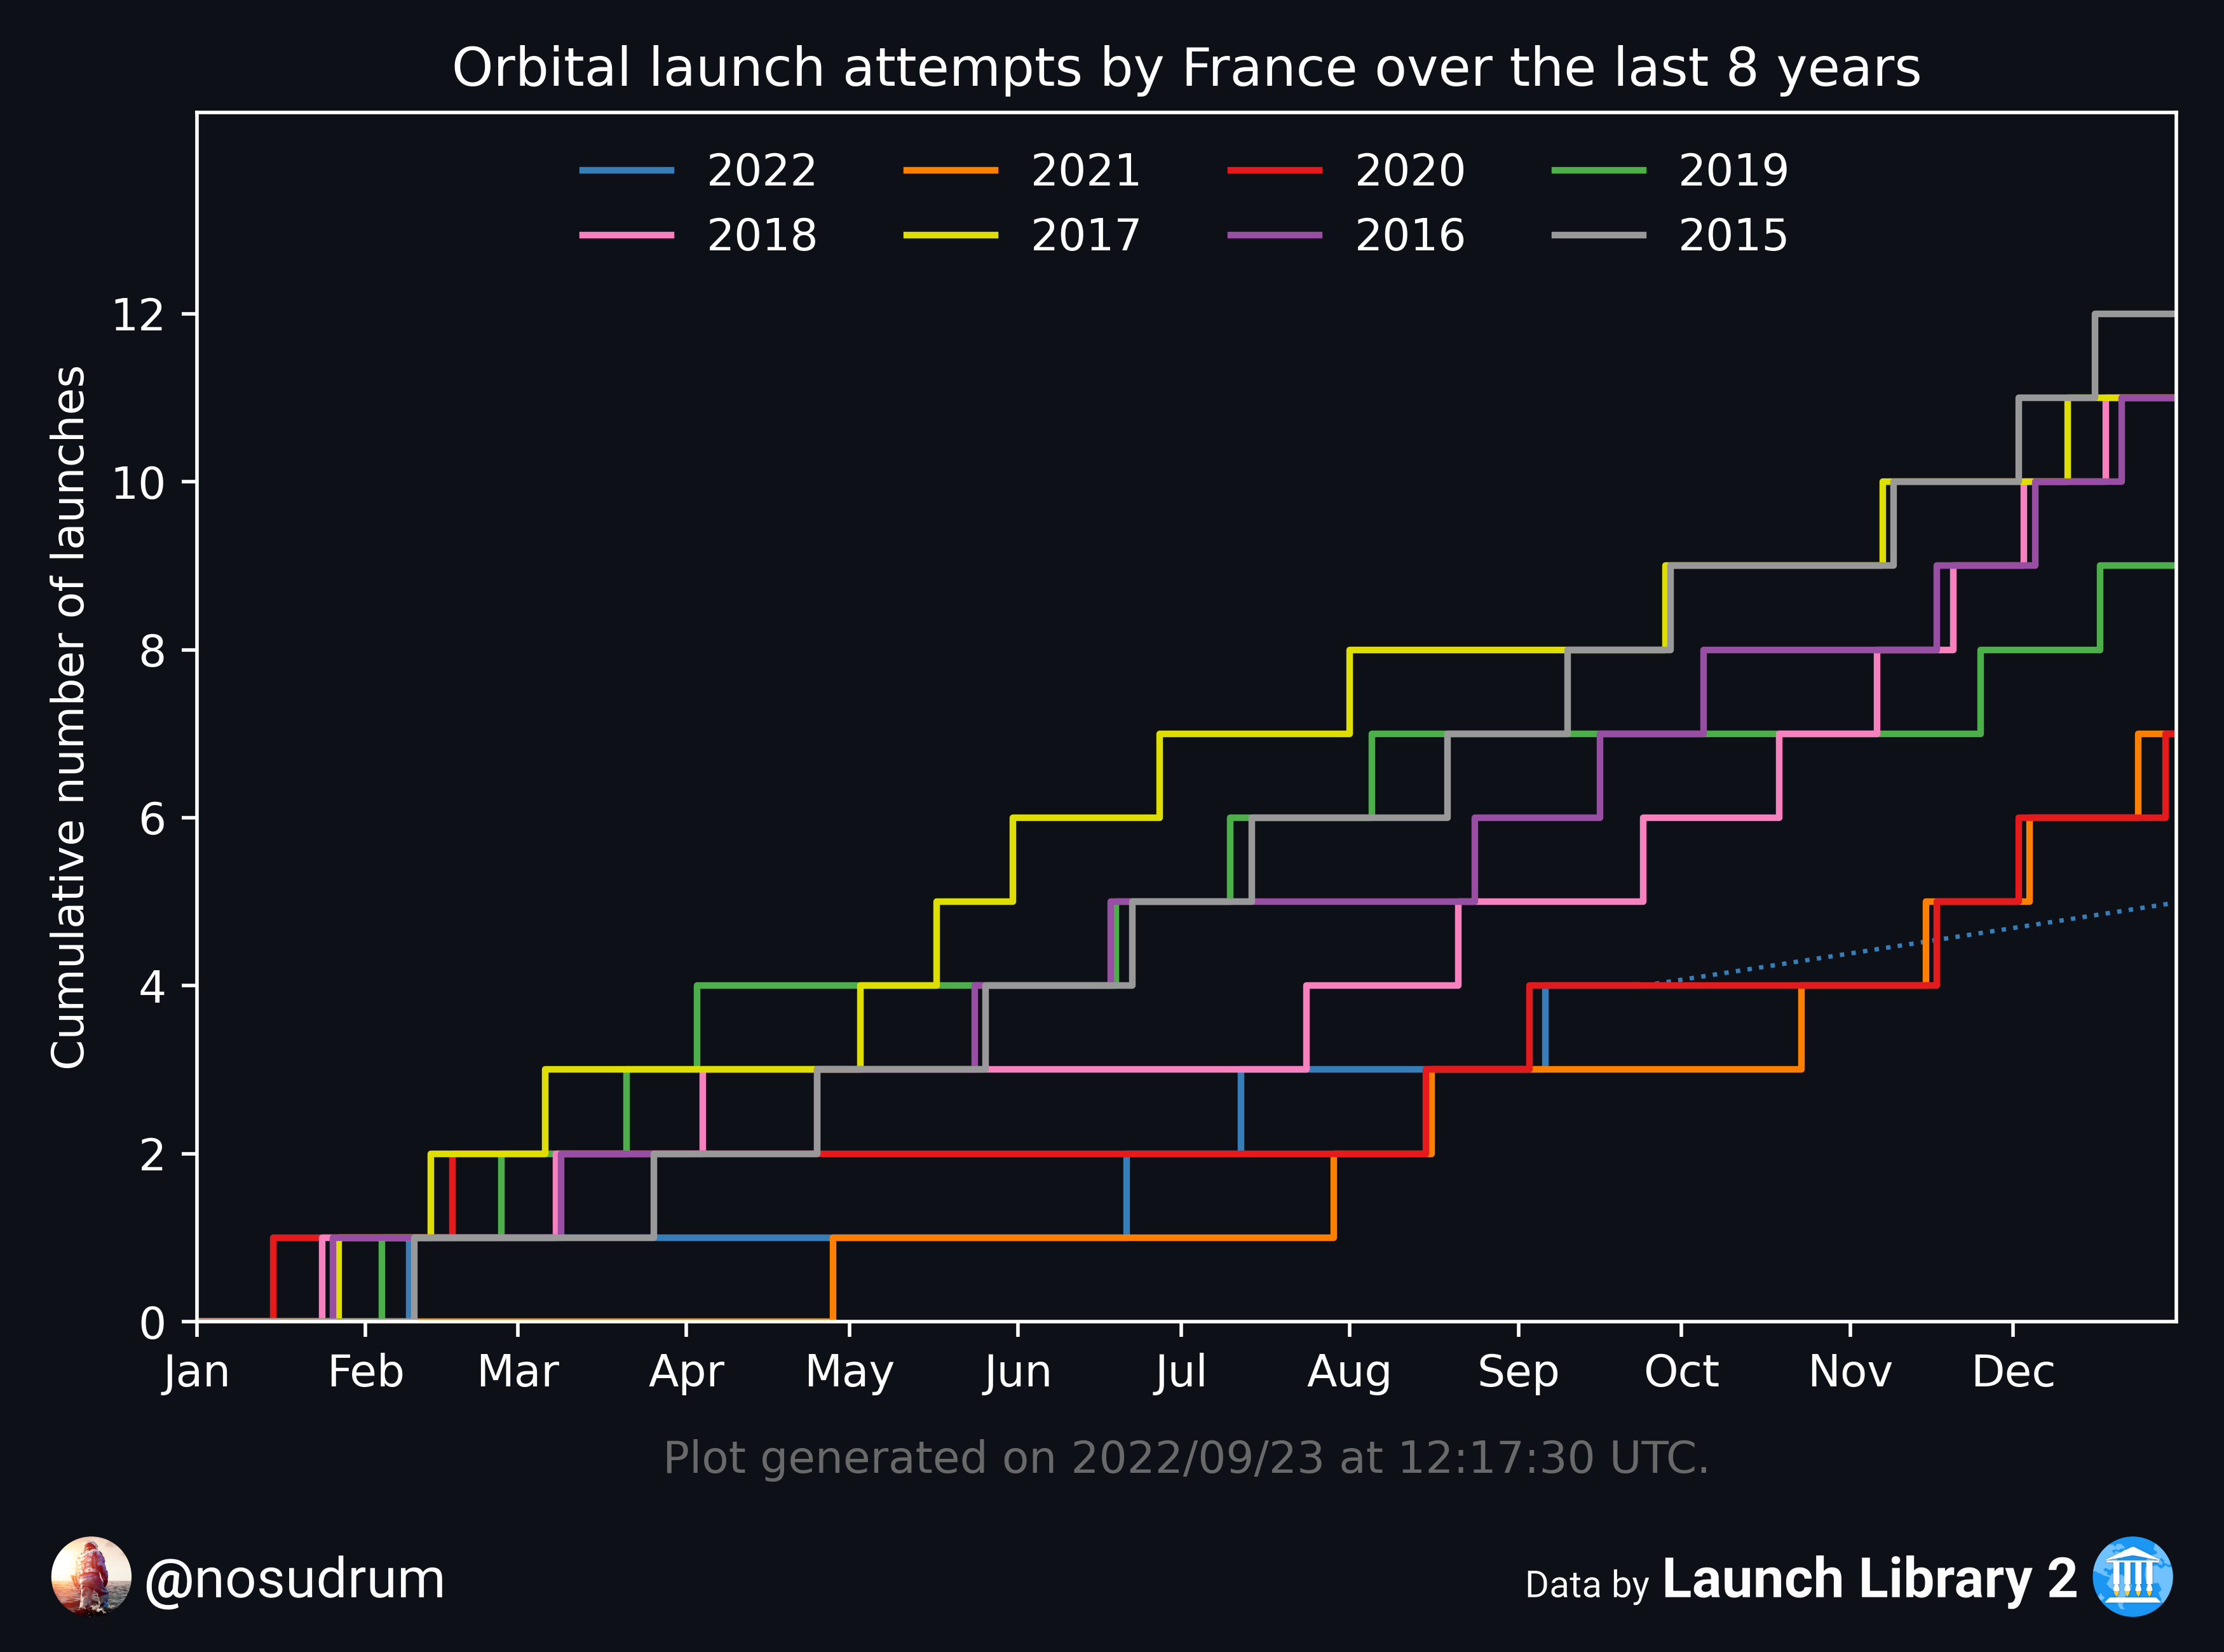 Orbital launch attempts by France over the last 8 years
2022 2021 2020 2019
2018 2017 2016 2015
Cumulative number of launches
12
10
8
6
4
2
0
Jan Feb Mar Apr May Jun Jul Aug Sep Oct Nov Dec
Plot generated on 2022/09/23 at 12:17:30 UTC.
@nosudrum
Data by Launch Library 2